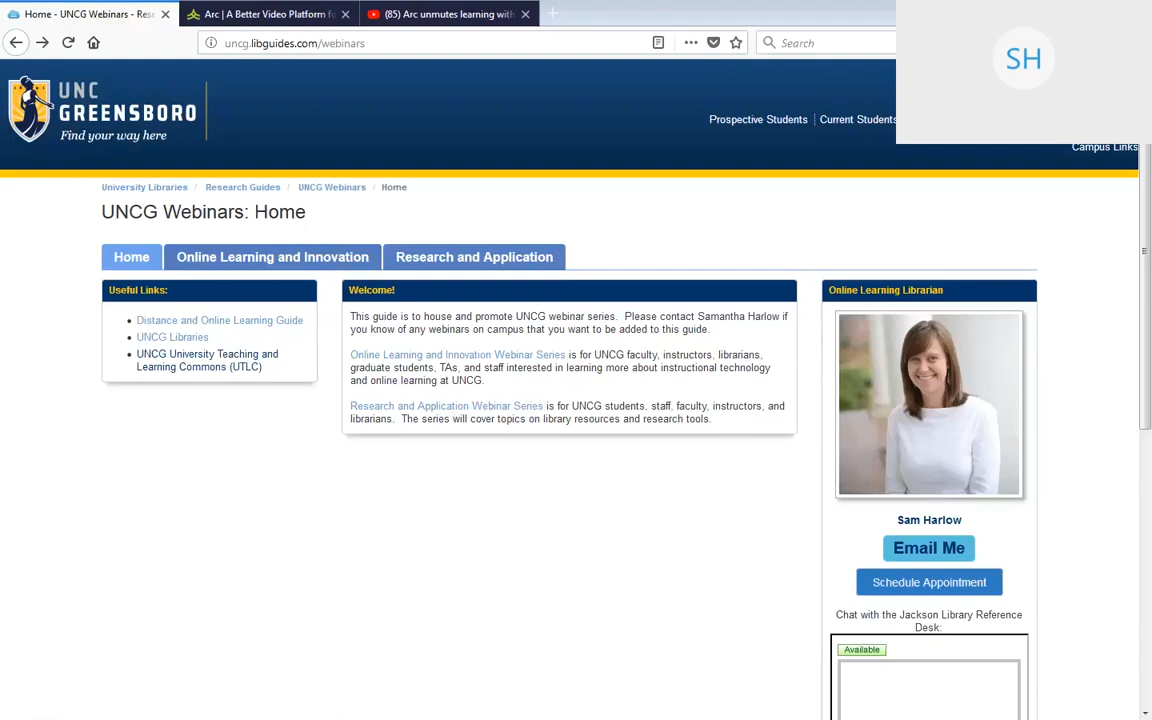 Home - UNCG Webinars - Rese
Arc | A Better Video Platform f
(85) Arc unmutes learning with
uncg.libguides.com/webinars
Search
SH
UNC
GREENSBORO
Find your way here
Prospective Students
Current Students
Campus Links
University Libraries / Research Guides / UNCG Webinars / Home
UNCG Webinars: Home
Home
Online Learning and Innovation
Research and Application
Useful Links:
Distance and Online Learning Guide
UNCG Libraries
UNCG University Teaching and
Learning Commons (UTLC)
Welcome!
This guide is to house and promote UNCG webinar series. Please contact Samantha Harlow if
you know of any webinars on campus that you want to be added to this guide.
Online Learning and Innovation Webinar Series is for UNCG faculty, instructors, librarians,
graduate students, TAs, and staff interested in learning more about instructional technology
and online learning at UNCG.
Research and Application Webinar Series is for UNCG students, staff, faculty, instructors, and
librarians. The series will cover topics on library resources and research tools.
Online Learning Librarian
Sam Harlow
Email Me
Schedule Appointment
Chat with the Jackson Library Reference
Desk:
Available